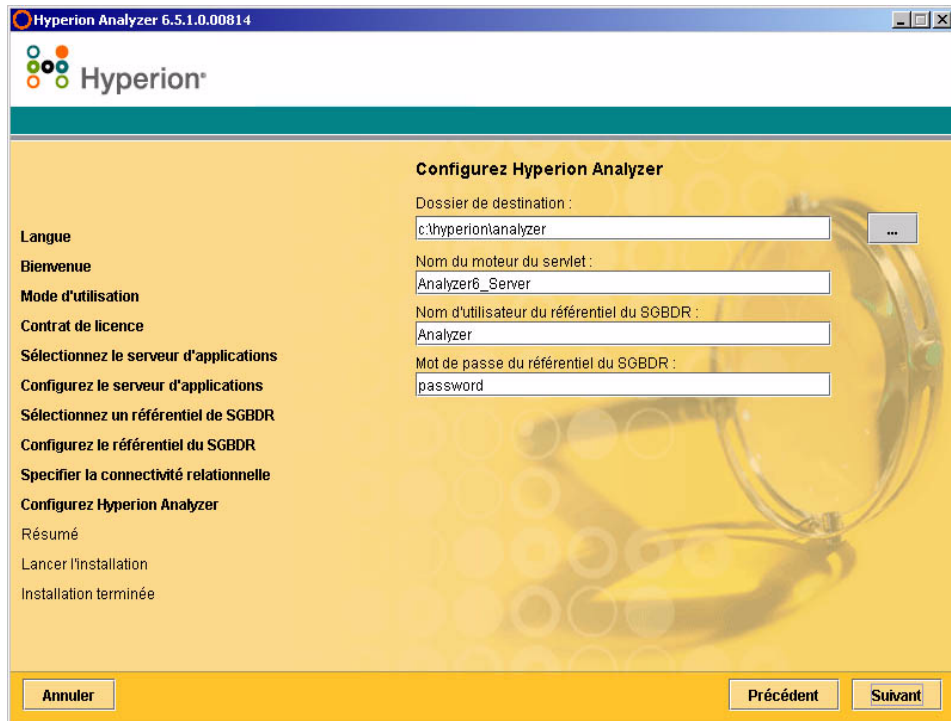 Hyperion Analyzer 6.5.1.0.00814
Hyperion®
Configurez Hyperion Analyzer
Dossier de destination :
c:\hyperion\analyzer
...
Nom du moteur du servlet :
Analyzer6_Server
Nom d'utilisateur du référentiel du SGBDR :
Analyzer
Mot de passe du référentiel du SGBDR :
password
Langue
Bienvenue
Mode d'utilisation
Contrat de licence
Sélectionnez le serveur d'applications
Configurez le serveur d'applications
Sélectionnez un référentiel de SGBDR
Configurez le référentiel du SGBDR
Specifier la connectivité relationnelle
Configurez Hyperion Analyzer
Résumé
Lancer l'installation
Installation terminée
Annuler
Précédent
Suivant